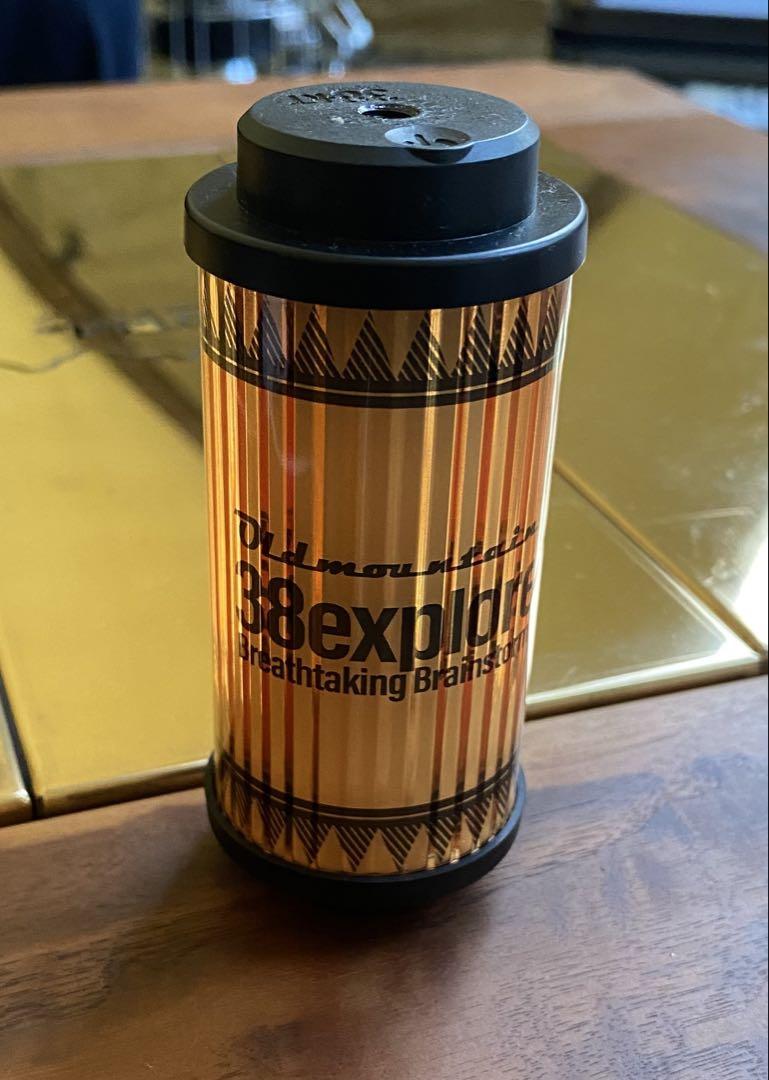 Oldmountain
38explore
Breathtaking Brainstorm